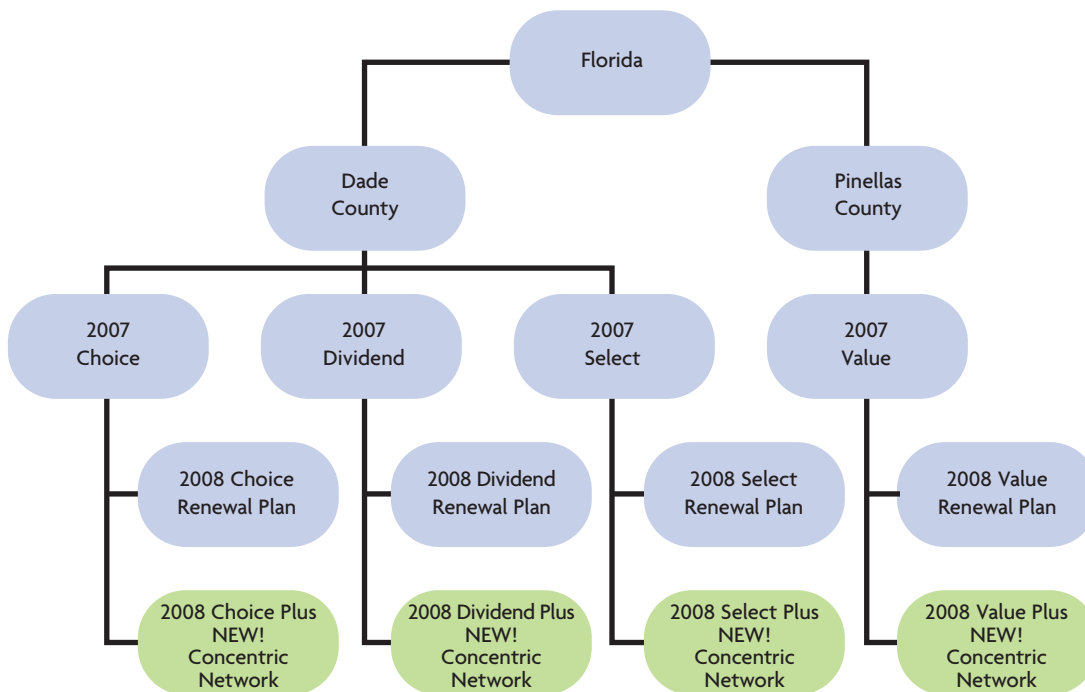 Florida
Dade
County
Pinellas
County
2007
Choice
2007
Dividend
2007
Select
2007
Value
2008 Choice
Renewal Plan
2008 Dividend
Renewal Plan
2008 Select
Renewal Plan
2008 Value
Renewal Plan
2008 Choice Plus
NEW!
Concentric
Network
2008 Dividend Plus
NEW!
Concentric
Network
2008 Select Plus
NEW!
Concentric
Network
2008 Value Plus
NEW!
Concentric
Network